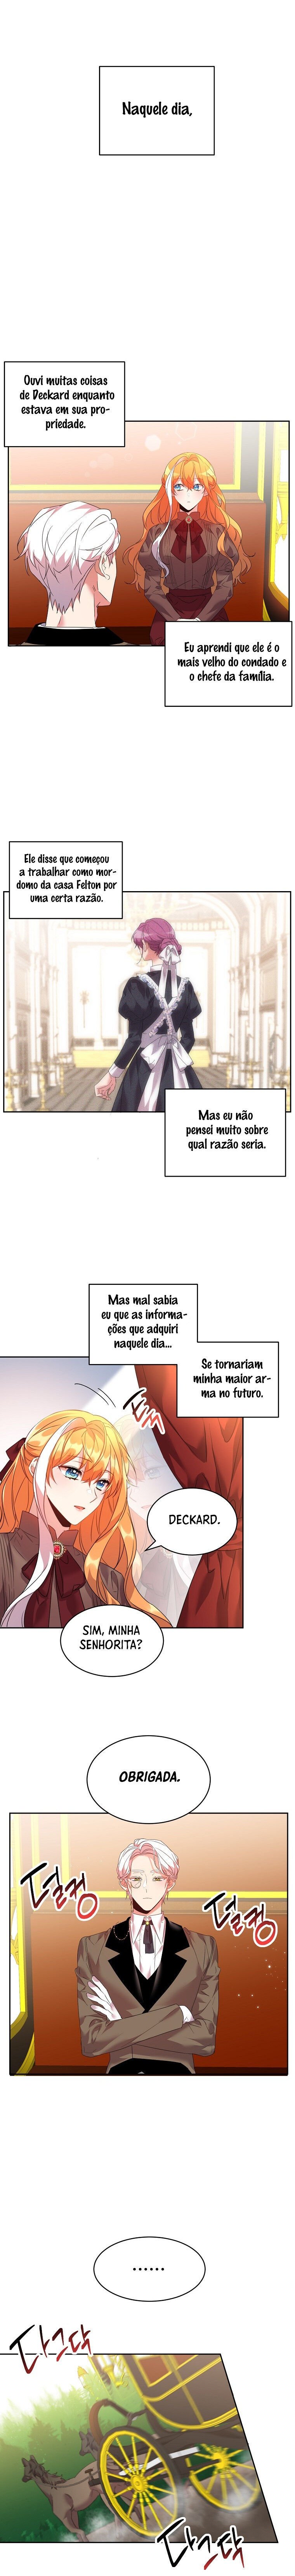 Naquele dia,
Ouvi muitas coisas
de Deckard enquanto
estava em sua pro-
priedade.
Eu aprendi que ele é o
mais velho do condado e
o chefe da família.
Ele disse que começou
a trabalhar como mor-
domo da casa Felton por
uma certa razão.
Mas eu não
pensei muito sobre
qual razão seria.
Mas mal sabia
eu que as informa-
ções que adquiri
naquele dia...
Se tornariam
minha maior ar-
ma no futuro.
DECKARD.
SIM, MINHA
SENHORITA?
OBRIGADA.
덜컹
덜컹
......
다그닥
다그닥